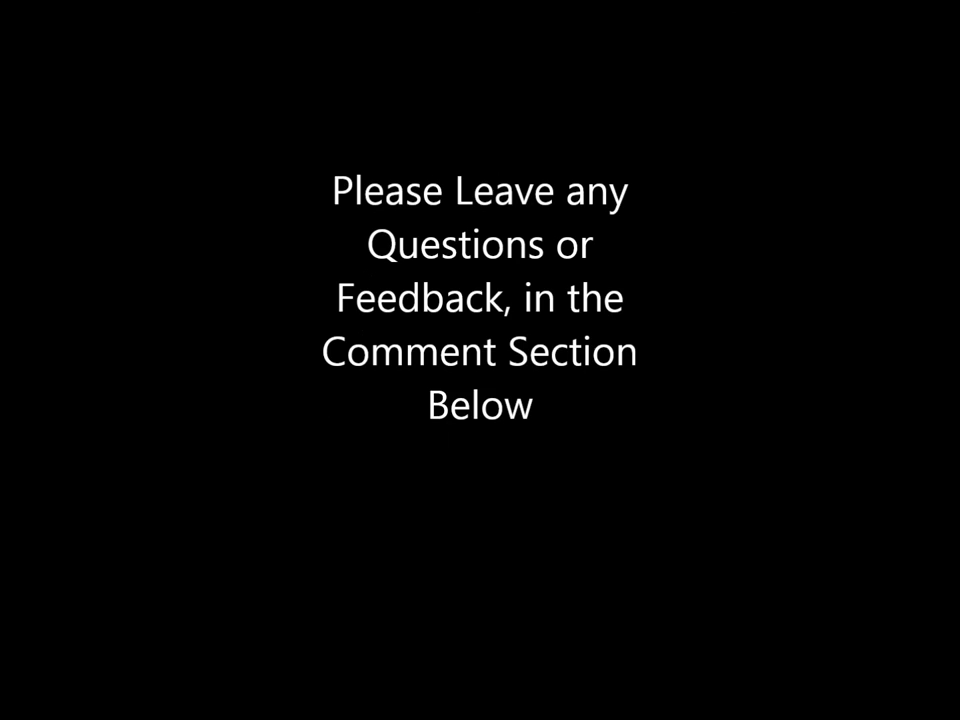 Please Leave any
Questions or
Feedback, in the
Comment Section
Below